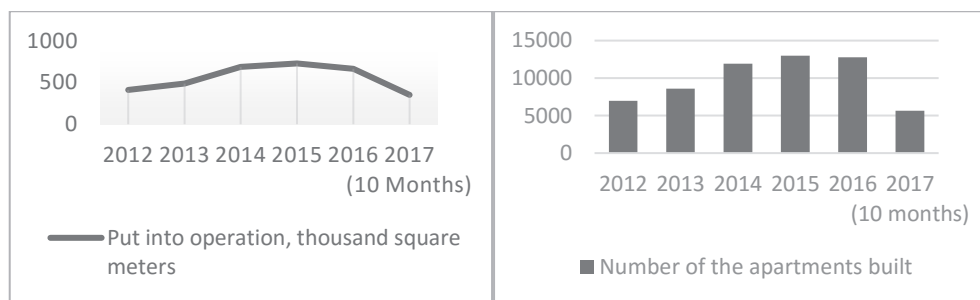 1000
500
0
2012 2013 2014 2015 2016 2017
(10 Months)
Put into operation, thousand square
meters
15000
10000
5000
0
2012 2013 2014 2015 2016 2017
(10 months)
Number of the apartments built